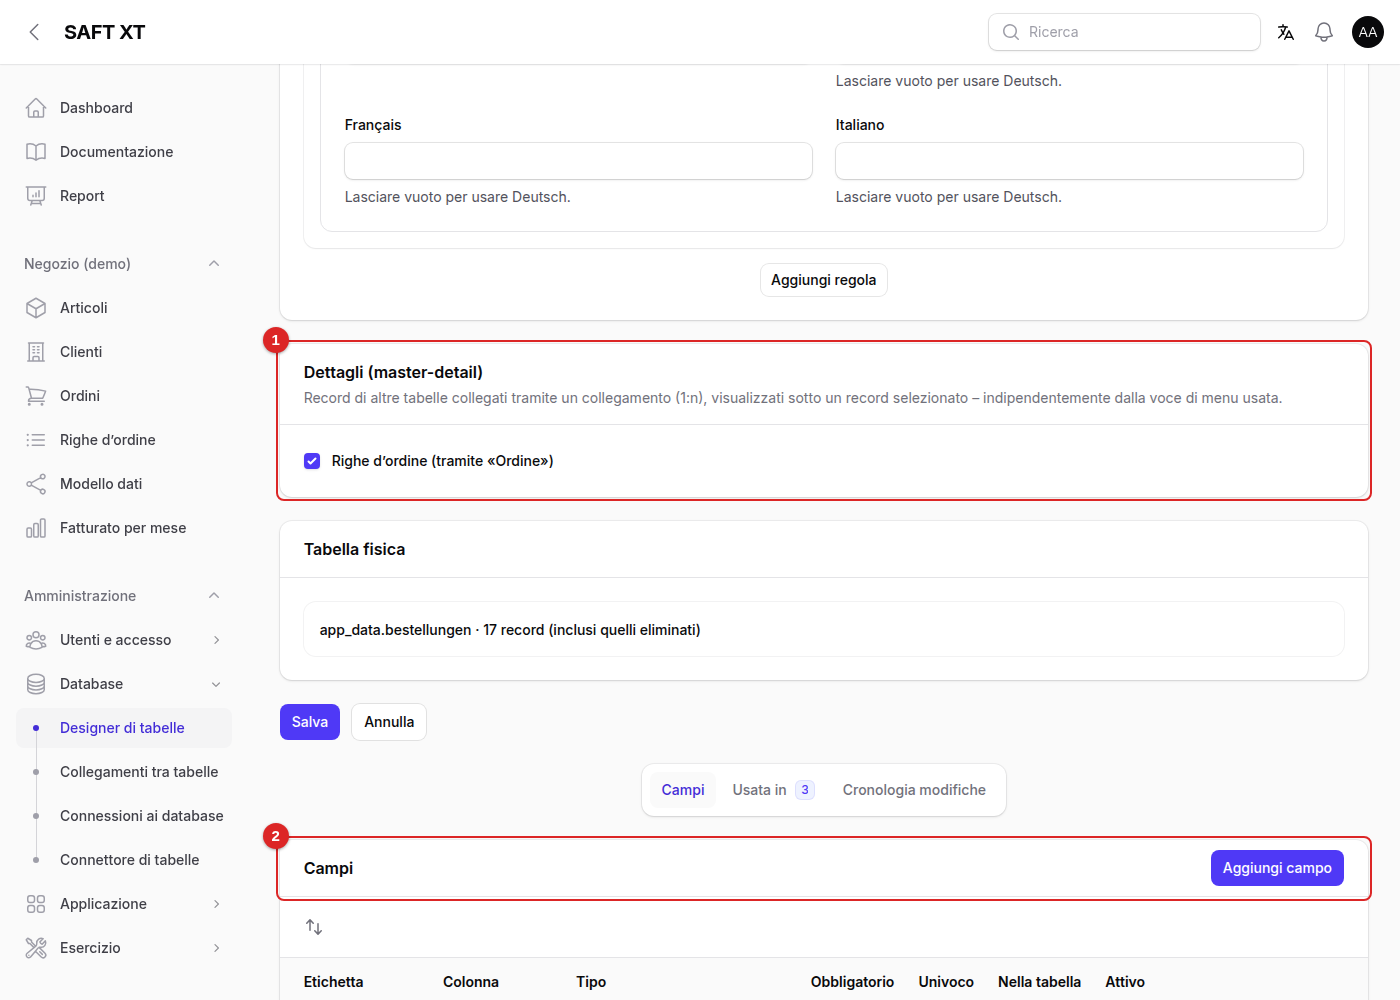 SAFT XT
Ricerca
AA
Dashboard
Documentazione
Report
Negozio (demo)
Articoli
Clienti
Ordini
Righe d’ordine
Modello dati
Fatturato per mese
Amministrazione
Utenti e accesso
Database
Designer di tabelle
Collegamenti tra tabelle
Connessioni ai database
Connettore di tabelle
Applicazione
Esercizio
Lasciare vuoto per usare Deutsch.
Français
Italiano
Lasciare vuoto per usare Deutsch.
Lasciare vuoto per usare Deutsch.
Aggiungi regola
1
Dettagli (master-detail)
Record di altre tabelle collegati tramite un collegamento (1:n), visualizzati sotto un record selezionato – indipendentemente dalla voce di menu usata.
Righe d’ordine (tramite «Ordine»)
Tabella fisica
app_data.bestellungen · 17 record (inclusi quelli eliminati)
Salva
Annulla
Campi
Usata in 3
Cronologia modifiche
2
Campi
Aggiungi campo
Etichetta Colonna Tipo Obbligatorio Univoco Nella tabella Attivo